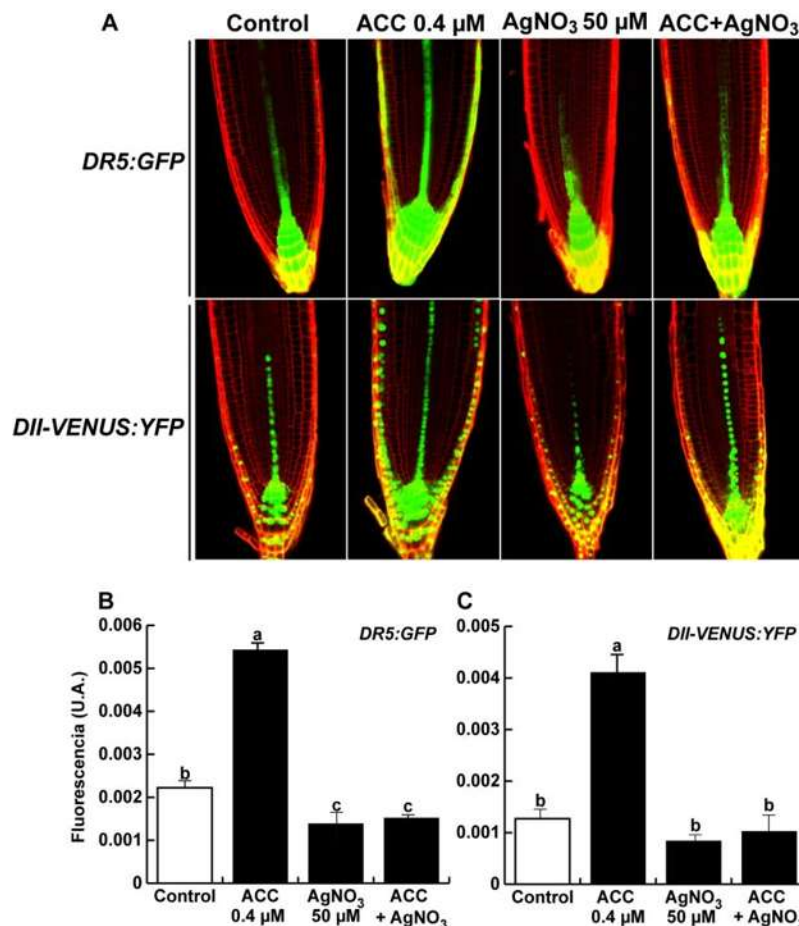 A
Control
ACC 0.4 µM
AgNO₃ 50 µM
ACC+AgNO₃
DR5:GFP
DII-VENUS:YFP
B
DR5:GFP
Fluorescencia (U.A.)
0.006
0.005
0.004
0.003
0.002
0.001
0
b
a
c
c
Control
ACC
0.4 µM
AgNO₃
50 µM
ACC
+ AgNO₃
C
DII-VENUS:YFP
0.005
0.004
0.003
0.002
0.001
0
b
a
b
b
Control
ACC
0.4 µM
AgNO₃
50 µM
ACC
+ AgNO₃